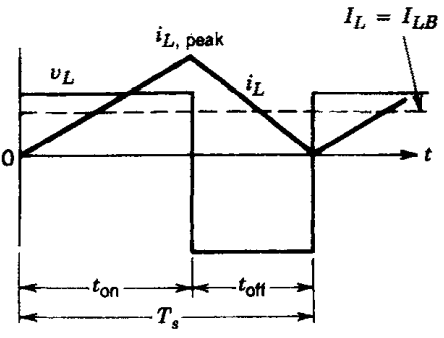 I_L = I_LB
i_L, peak
v_L
i_L
0
t
t_on
t_off
T_s